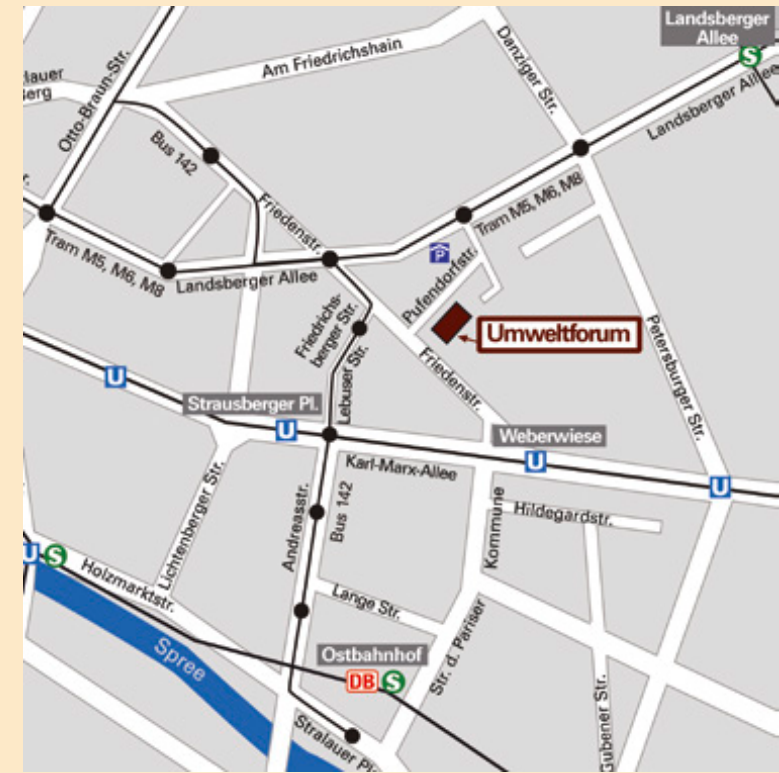 Landsberger
Allee
S
Danziger Str.
Am Friedrichshain
lauer
Berg
Otto-Braun-Str.
Landsberger Allee
Bus 142
r.
Friedenstr.
Tram M5, M6, M8
Tram M5, M6, M8
P
Landsberger Allee
Pufendorfstr.
Friedrichs-
berger Str.
Umweltforum
Petersburger Str.
Friedenstr.
Lebuser Str.
U
Strausberger Pl.
U
Weberwiese
U
Karl-Marx-Allee
U
Lichtenberger Str.
Andreasstr.
Bus 142
Kommune
Hildegardstr.
U
S
Holzmarktstr.
Lange Str.
Spree
Ostbahnhof
DB
S
Str. d. Pariser
Gubener Str.
Stralauer Pl